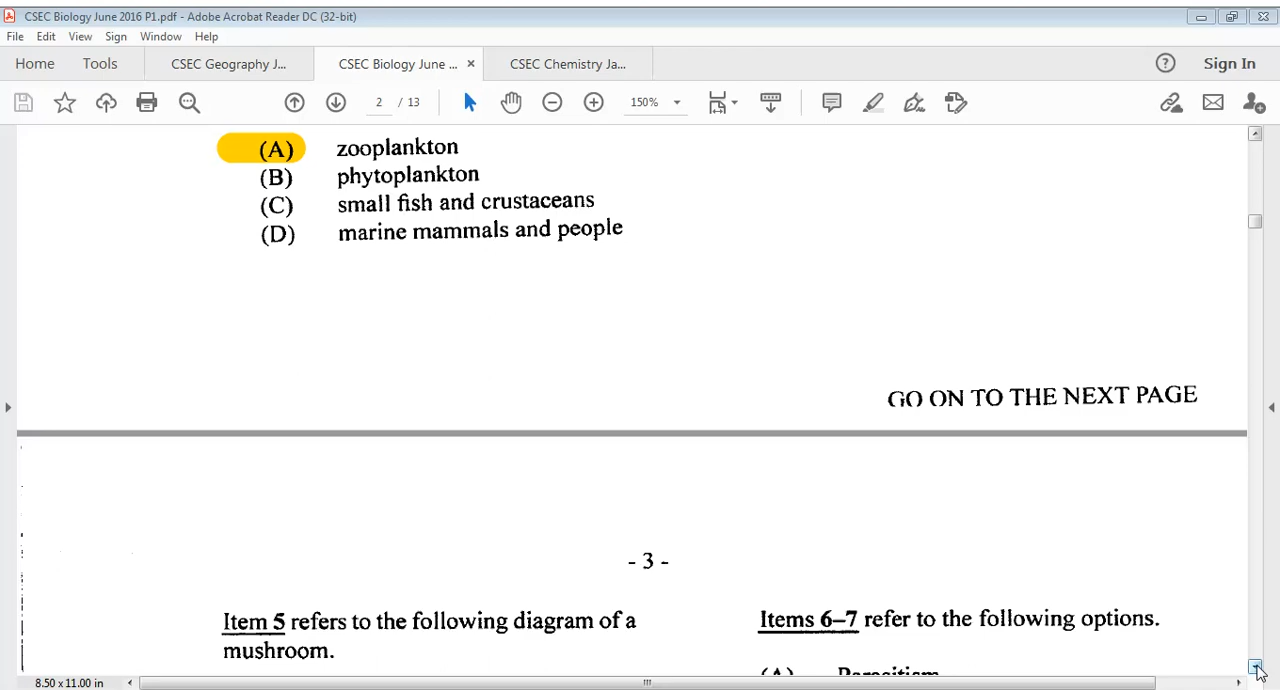 CSEC Biology June 2016 P1.pdf - Adobe Acrobat Reader DC (32-bit)
File Edit View Sign Window Help
Home Tools CSEC Geography J... CSEC Biology June ... × CSEC Chemistry Ja... ? Sign In
2 / 13 150%
(A) zooplankton
(B) phytoplankton
(C) small fish and crustaceans
(D) marine mammals and people
GO ON TO THE NEXT PAGE
- 3 -
Item 5 refers to the following diagram of a
mushroom.
Items 6–7 refer to the following options.
(A) Parasitism
8.50 x 11.00 in